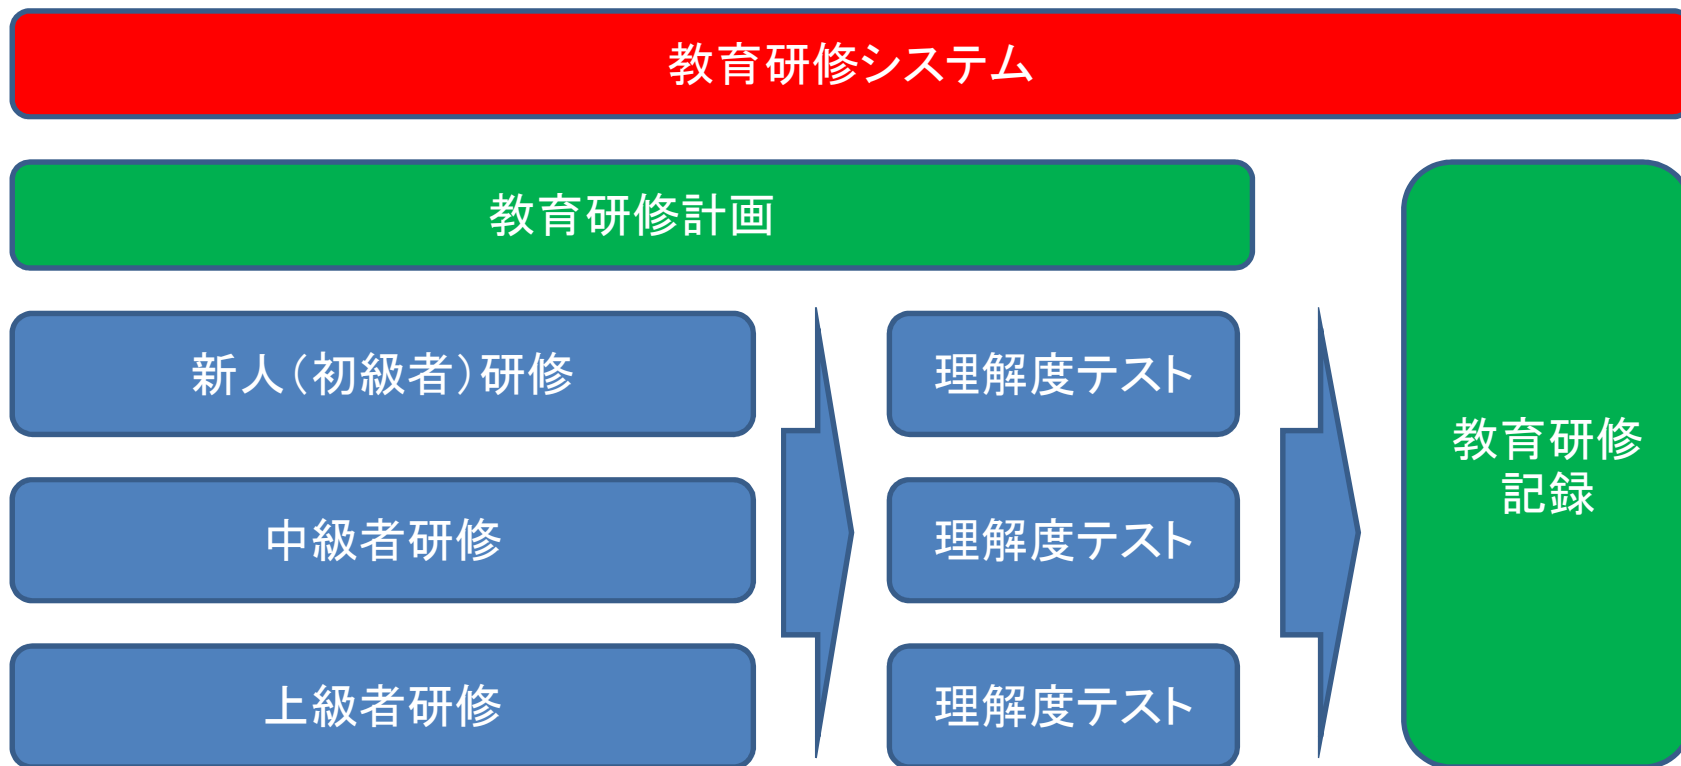 教育研修システム
教育研修計画
新人（初級者）研修
理解度テスト
中級者研修
理解度テスト
上級者研修
理解度テスト
教育研修
記録